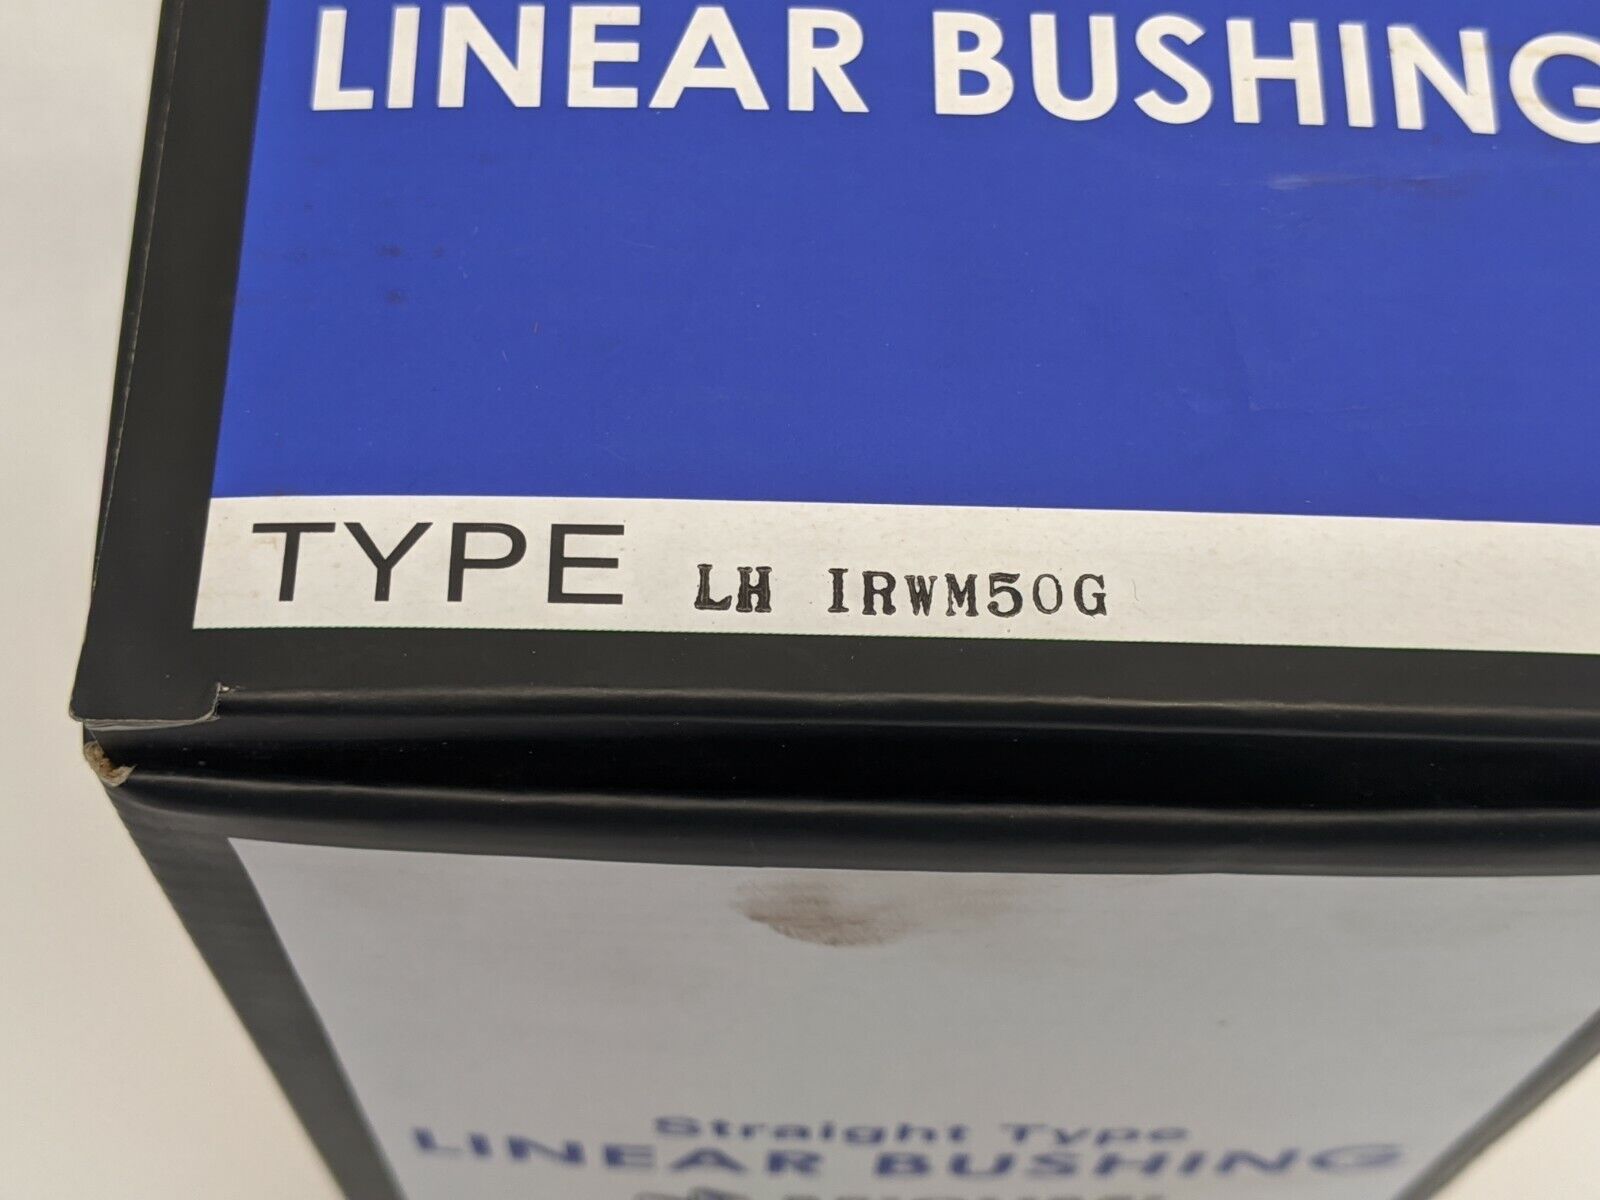 LINEAR BUSHING
TYPE LH IRWM50G
Straight Type
LINEAR BUSHING